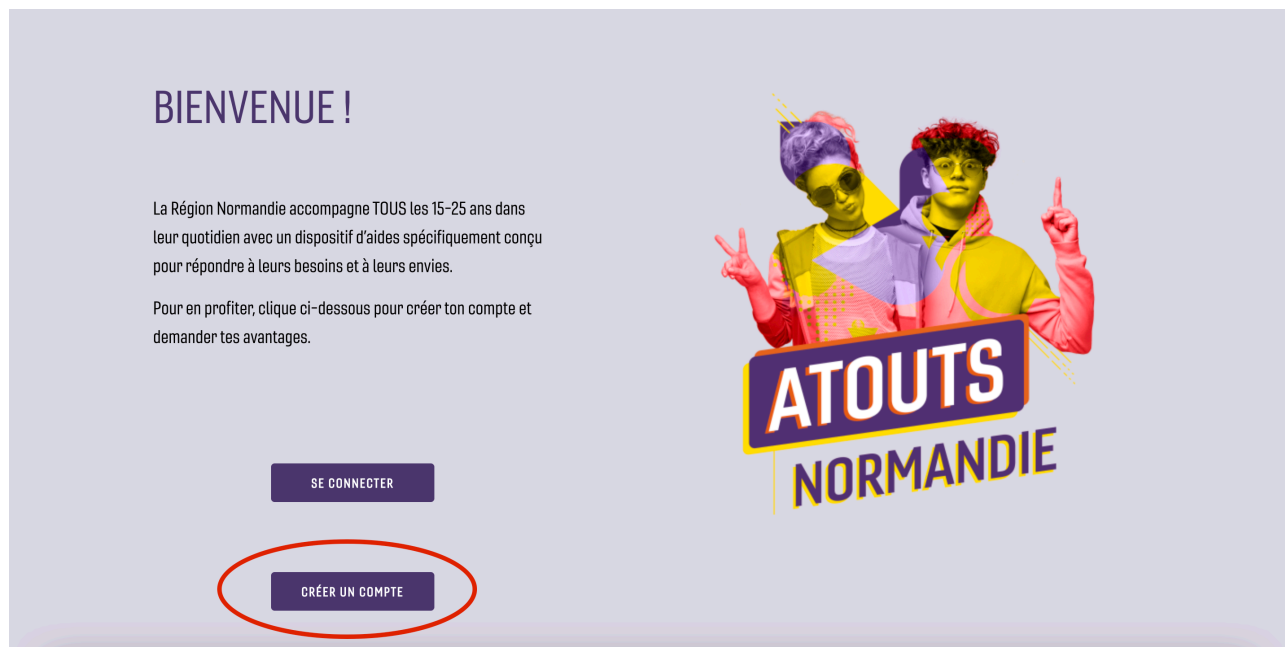 BIENVENUE !
La Région Normandie accompagne TOUS les 15-25 ans dans
leur quotidien avec un dispositif d'aides spécifiquement conçu
pour répondre à leurs besoins et à leurs envies.
Pour en profiter, clique ci-dessous pour créer ton compte et
demander tes avantages.
SE CONNECTER
CRÉER UN COMPTE
ATOUTS
NORMANDIE